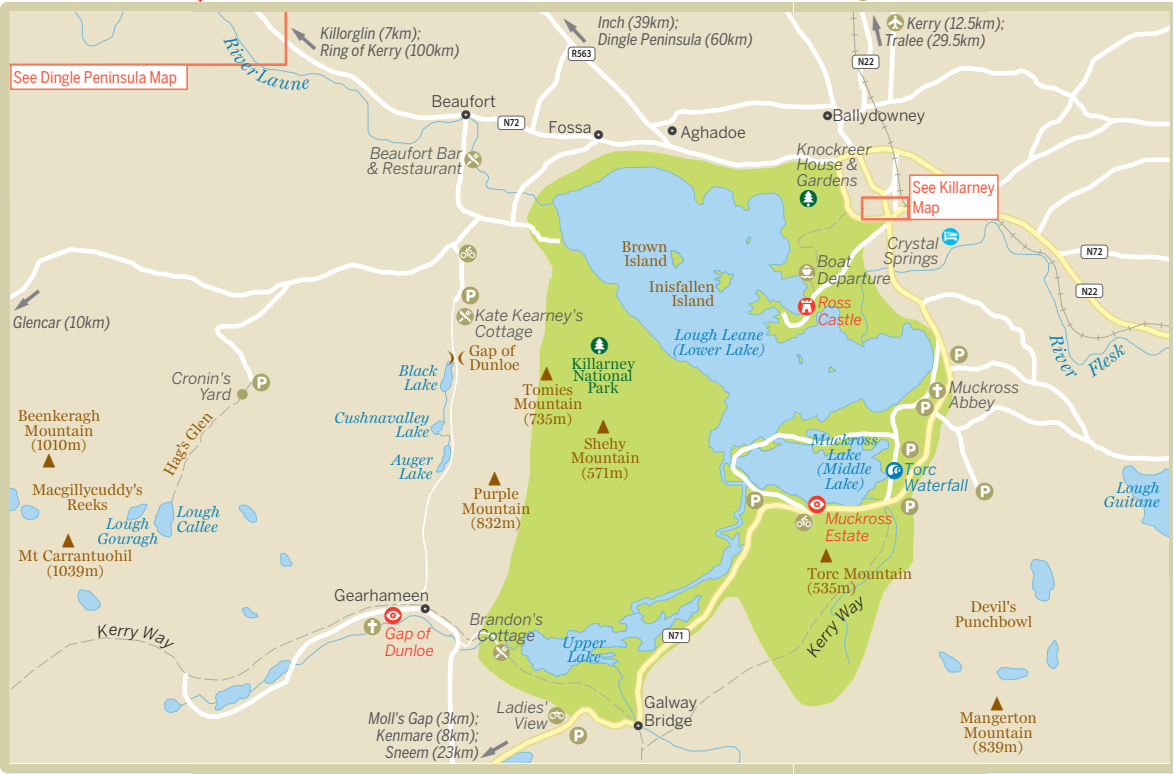 Killorglin (7km);
Ring of Kerry (100km)
Inch (39km);
Dingle Peninsula (60km)
Kerry (12.5km);
Tralee (29.5km)
R563
N22
See Dingle Peninsula Map
River Laune
Beaufort
N72
Fossa
Aghadoe
Ballydowney
Beaufort Bar
& Restaurant
Knockreer
House &
Gardens
See Killarney
Map
Crystal
Springs
N72
N22
Brown
Island
Inisfallen
Island
Boat
Departure
Ross
Castle
Lough Leane
(Lower Lake)
River Flesk
Glencar (10km)
P
Kate Kearney's
Cottage
Gap of
Dunloe
Black
Lake
Killarney
National
Park
Tomies
Mountain
(735m)
Shehy
Mountain
(571m)
Cronin's
Yard
P
Hag's Glen
Beenkeragh
Mountain
(1010m)
Cushnavalley
Lake
Auger
Lake
P
Muckross
Abbey
P
P
Muckross
Lake
(Middle
Lake)
Torc
Waterfall
P
P
P
Lough
Guitane
Macgillycuddy's
Reeks
Lough
Gouragh
Lough
Callee
Purple
Mountain
(832m)
Mt Carrantuohil
(1039m)
Muckross
Estate
Torc Mountain
(535m)
Kerry Way
Devil's
Punchbowl
Gearhameen
Gap of
Dunloe
Kerry Way
Brandon's
Cottage
Upper
Lake
N71
Ladies'
View
P
Galway
Bridge
Moll's Gap (3km);
Kenmare (8km);
Sneem (23km)
Mangerton
Mountain
(839m)